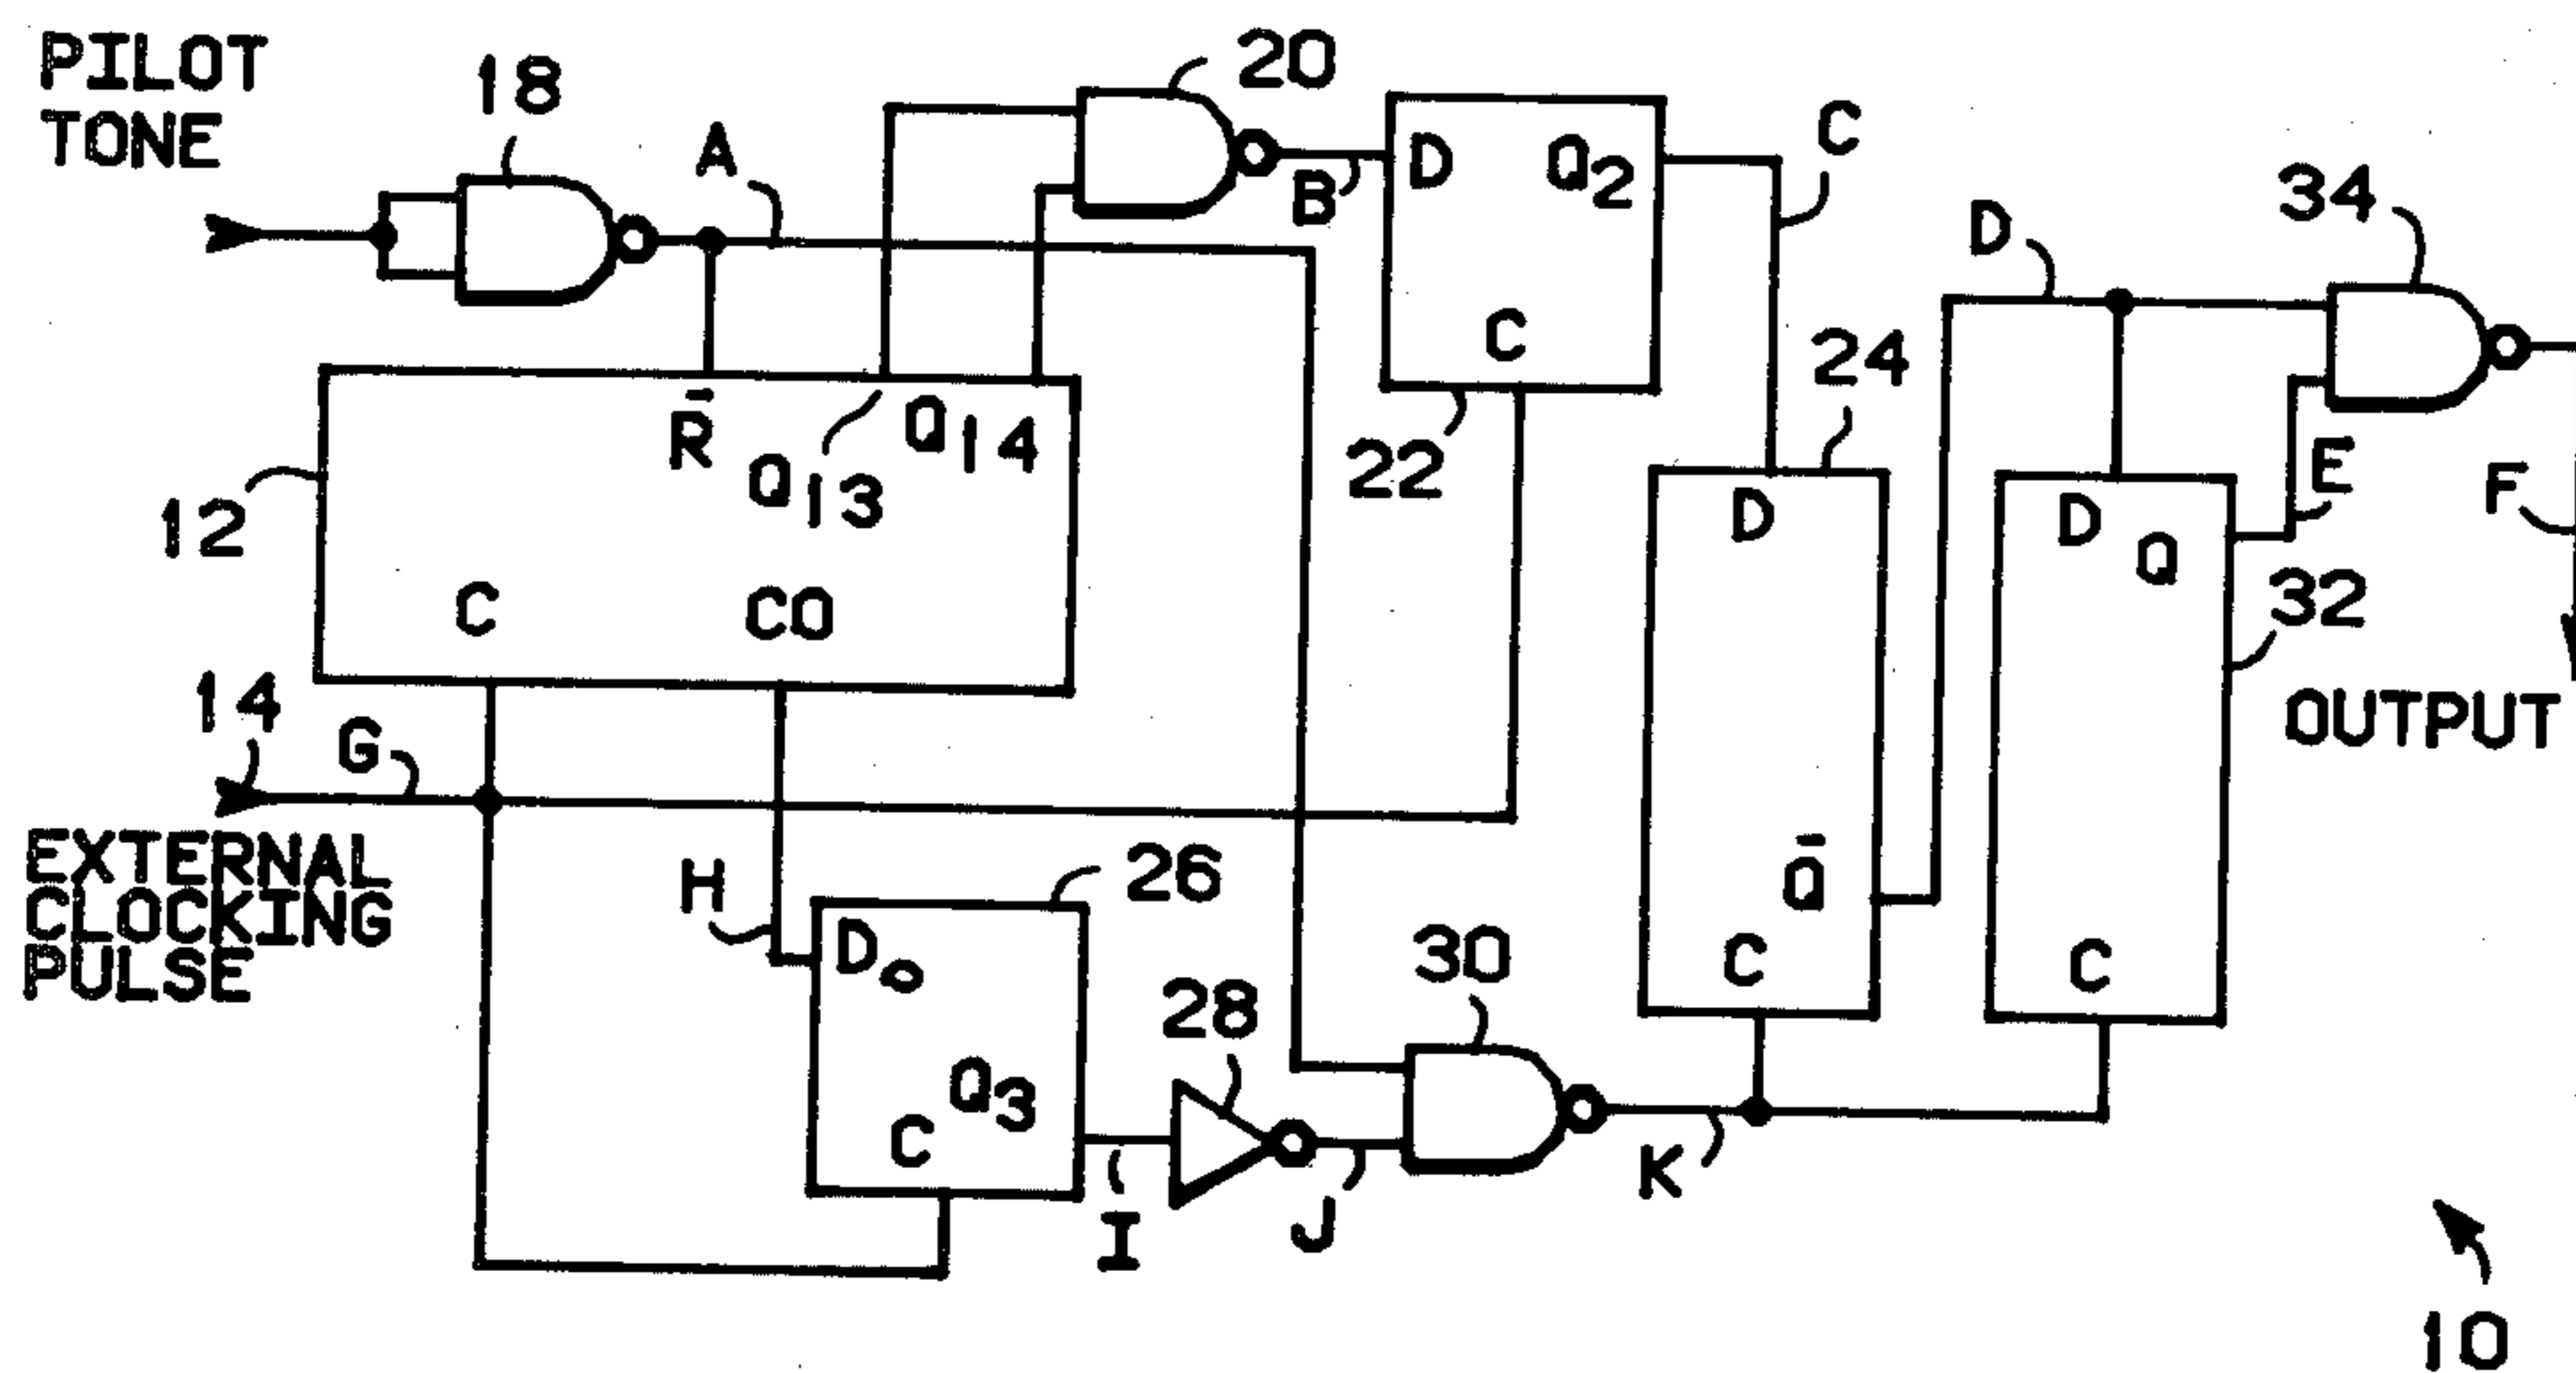 PILOT
TONE
18
A
20
B
D
Q2
C
C
22
24
D
34
12
R̄
Q13
Q14
C
CO
14
G
EXTERNAL
CLOCKING
PULSE
H
26
D0
Q3
C
I
28
J
30
K
D
Q̄
C
D
Q
C
32
E
F
OUTPUT
10